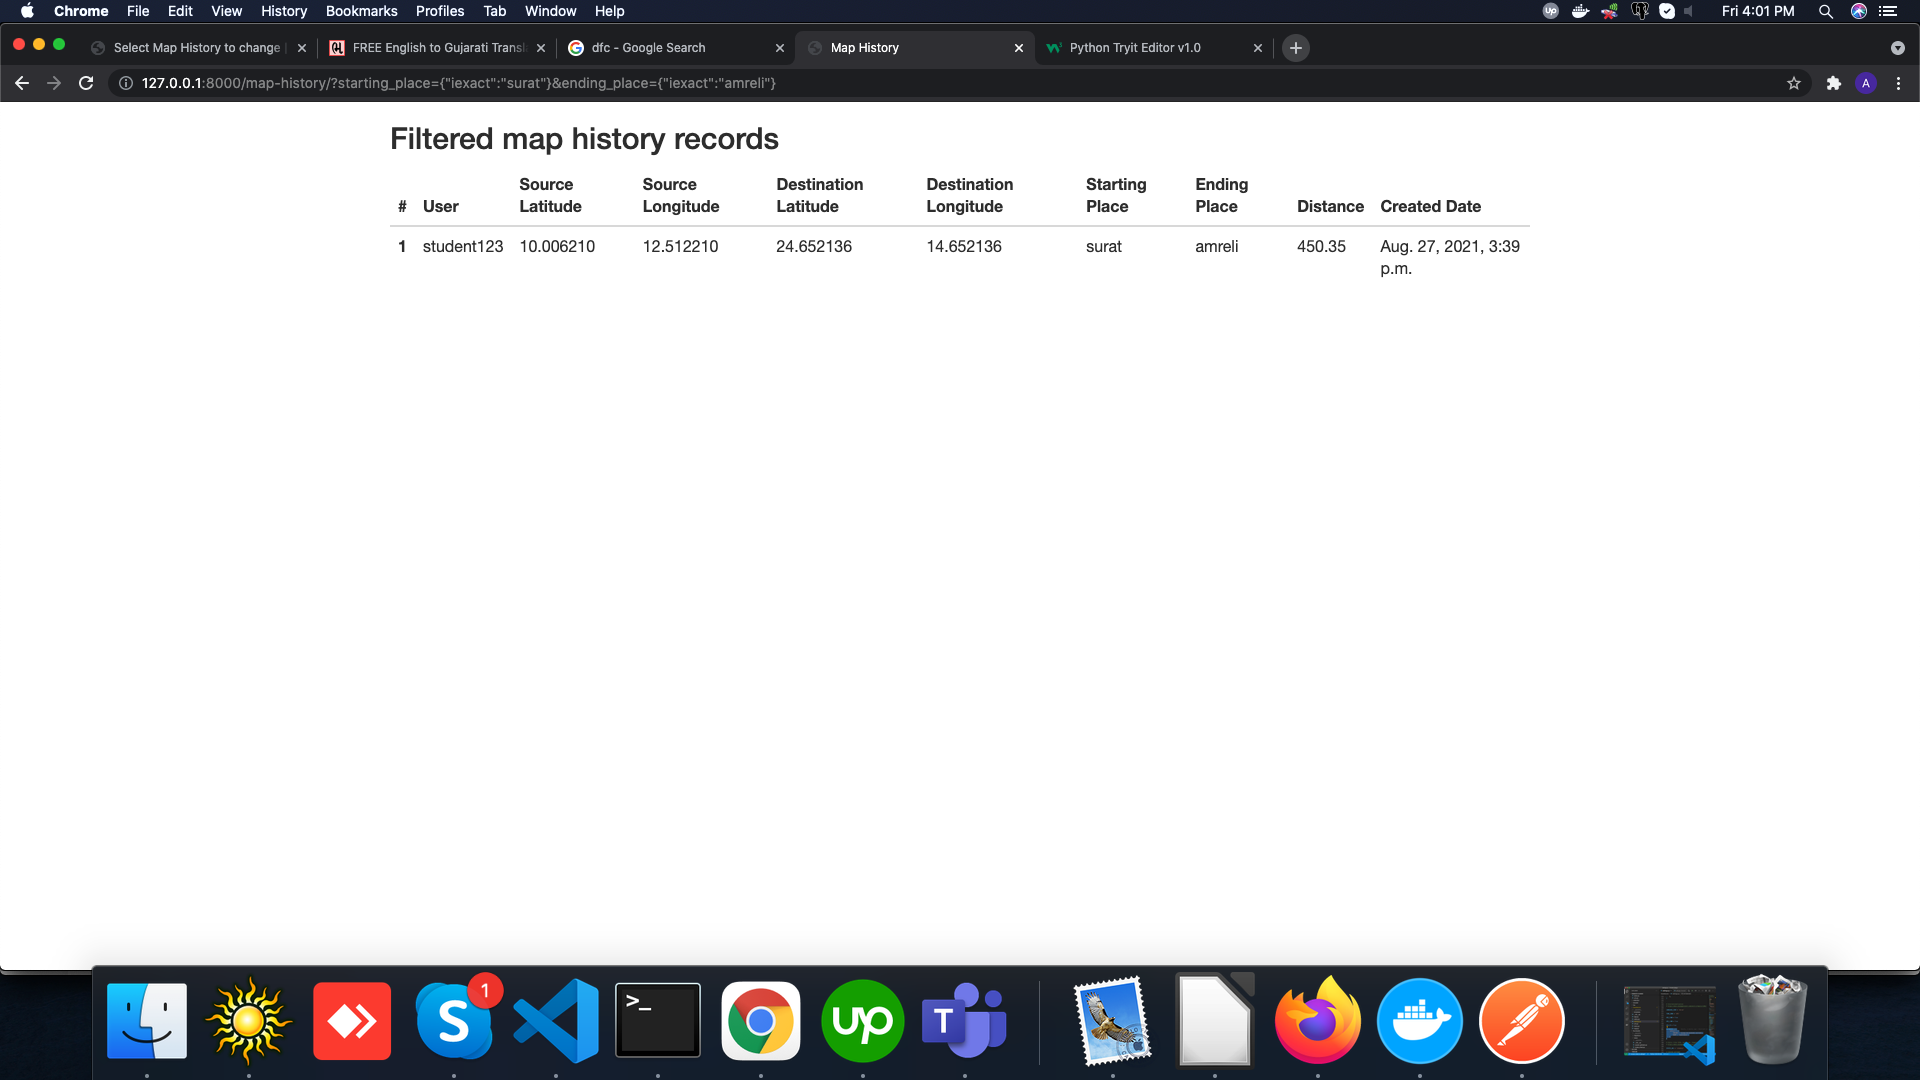 Chrome File Edit View History Bookmarks Profiles Tab Window Help up Fri 4:01 PM
Select Map History to change | FREE English to Gujarati Transl dfc - Google Search Map History Python Tryit Editor v1.0
127.0.0.1:8000/map-history/?starting_place={"iexact":"surat"}&ending_place={"iexact":"amreli"} A
Filtered map history records
# User Source Latitude Source Longitude Destination Latitude Destination Longitude Starting Place Ending Place Distance Created Date
1 student123 10.006210 12.512210 24.652136 14.652136 surat amreli 450.35 Aug. 27, 2021, 3:39
p.m.
S 1 >_ up T